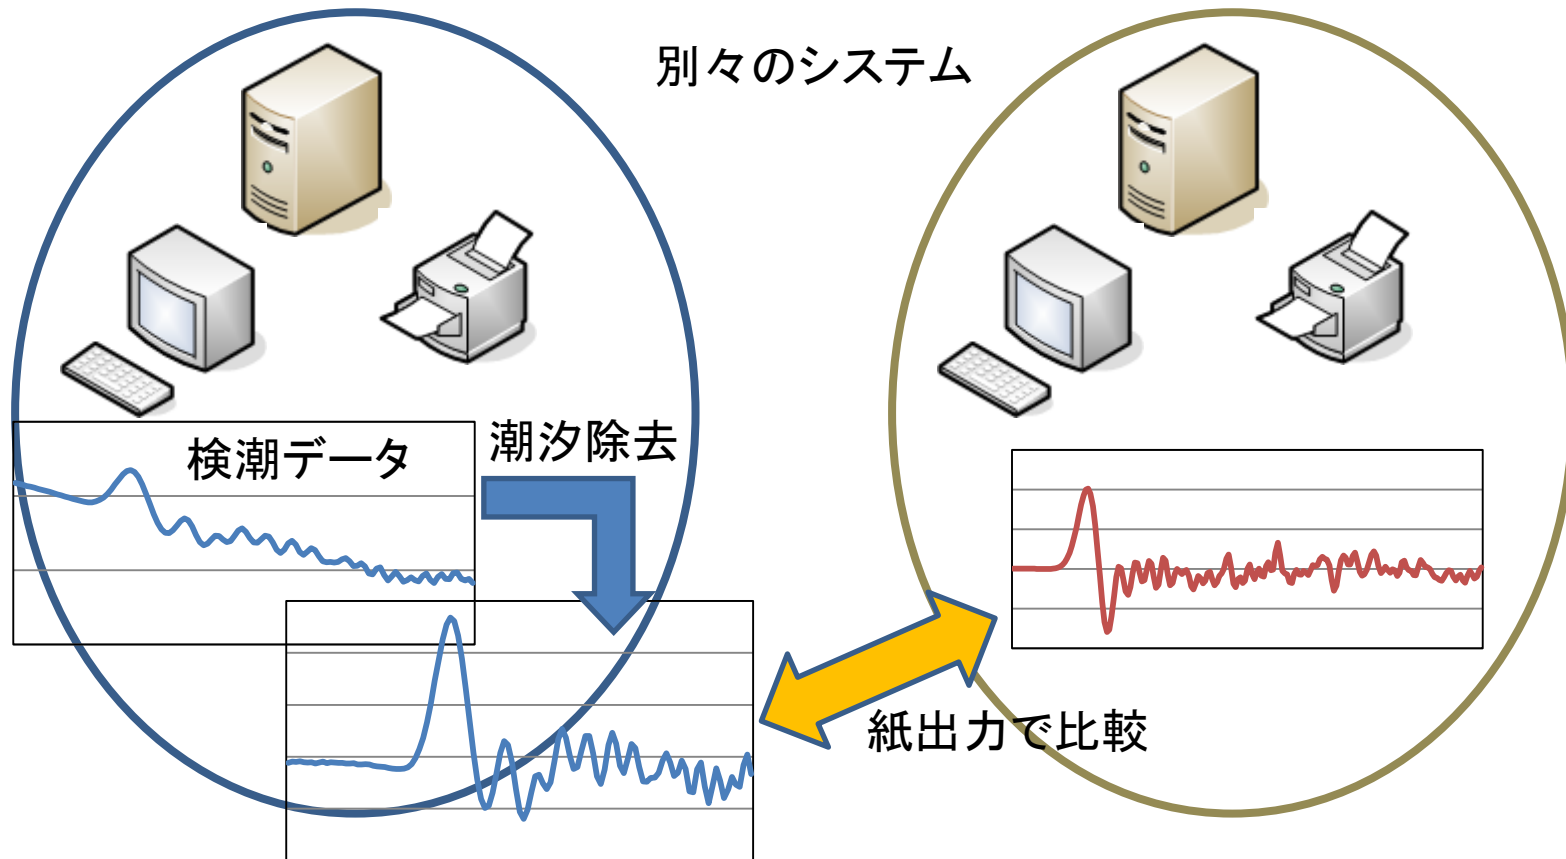 別々のシステム
検潮データ
潮汐除去
紙出力で比較